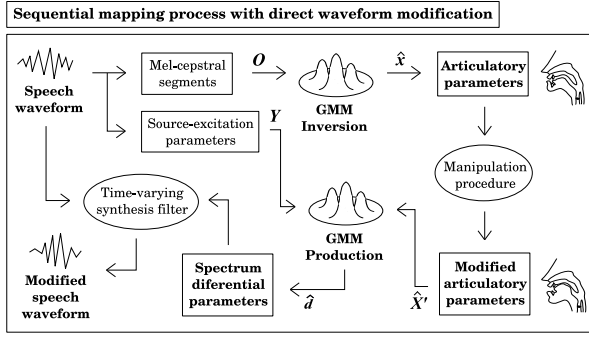 Sequential mapping process with direct waveform modification
Speech
waveform
Mel-cepstral
segments
O
GMM
Inversion
x̂
Articulatory
parameters
Source-excitation
parameters
Y
Manipulation
procedure
Time-varying
synthesis filter
GMM
Production
Modified
speech
waveform
Spectrum
diferential
parameters
d̂
X̂'
Modified
articulatory
parameters